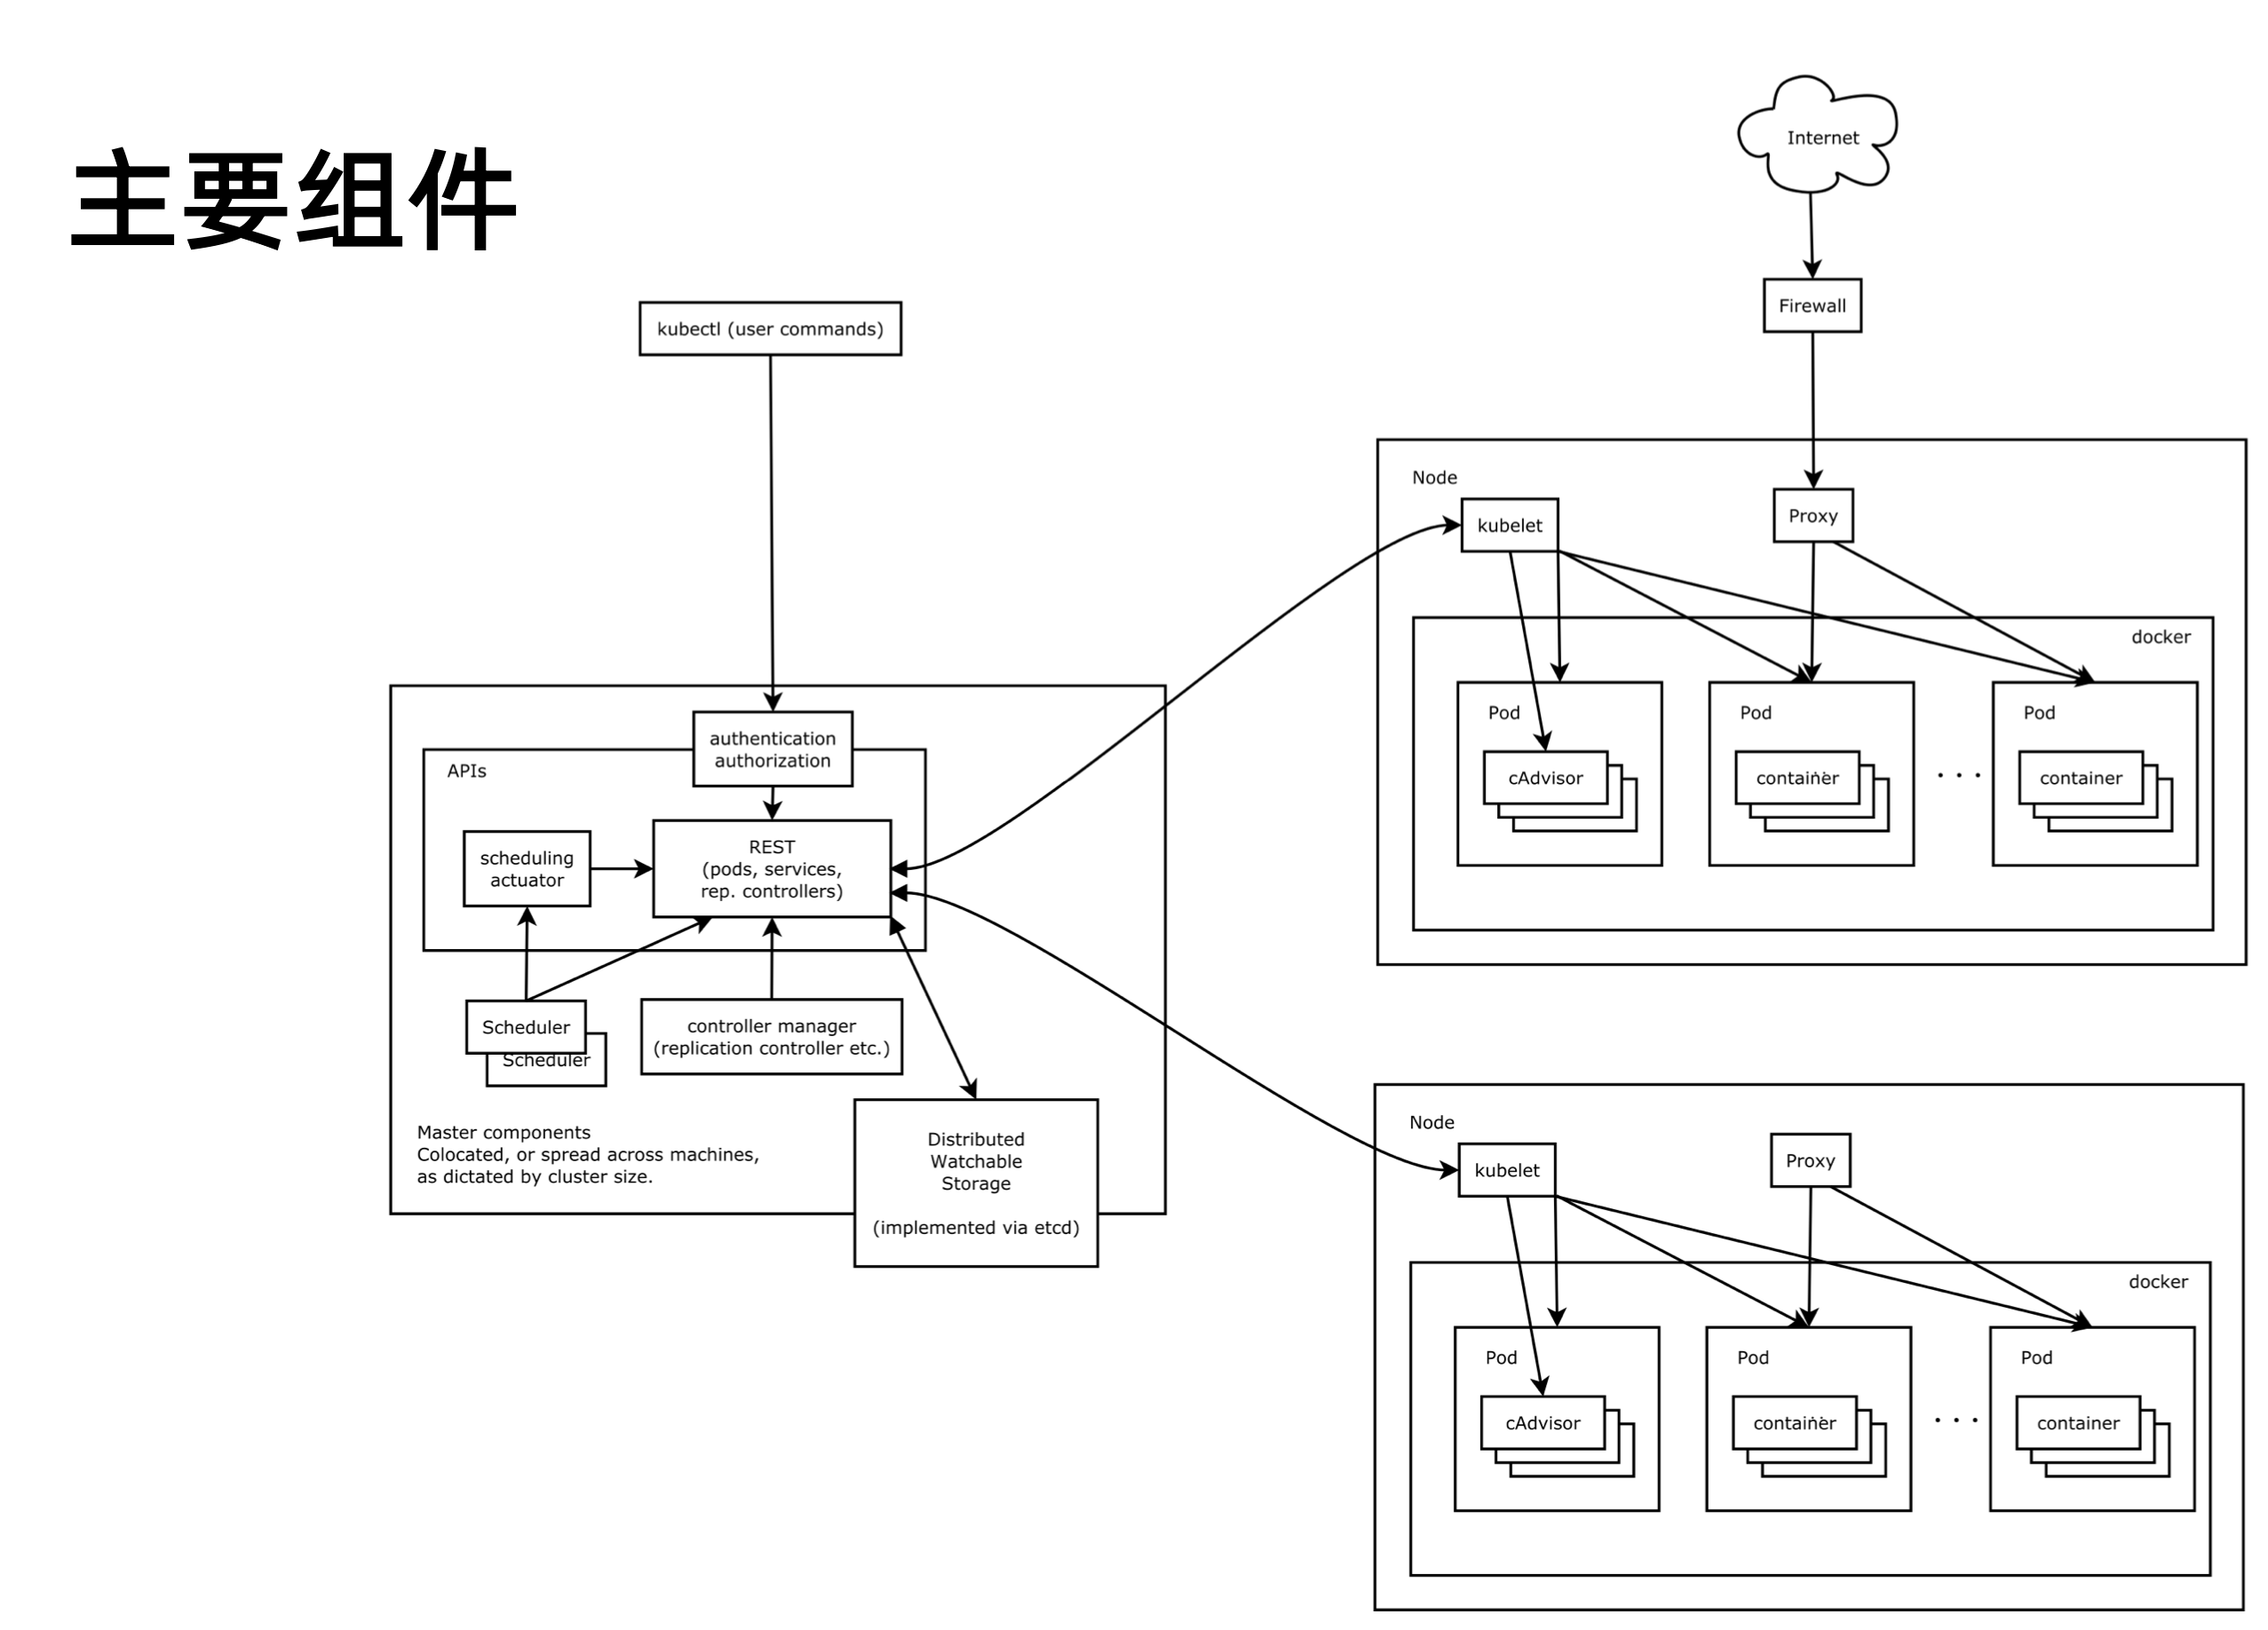 主要组件
Internet
Firewall
kubectl (user commands)
Node
kubelet
Proxy
docker
Pod
cAdvisor
Pod
container
. . .
Pod
container
authentication
authorization
APIs
scheduling
actuator
REST
(pods, services,
rep. controllers)
Scheduler
Scheduler
controller manager
(replication controller etc.)
Master components
Colocated, or spread across machines,
as dictated by cluster size.
Distributed
Watchable
Storage
(implemented via etcd)
Node
kubelet
Proxy
docker
Pod
cAdvisor
Pod
container
. . .
Pod
container